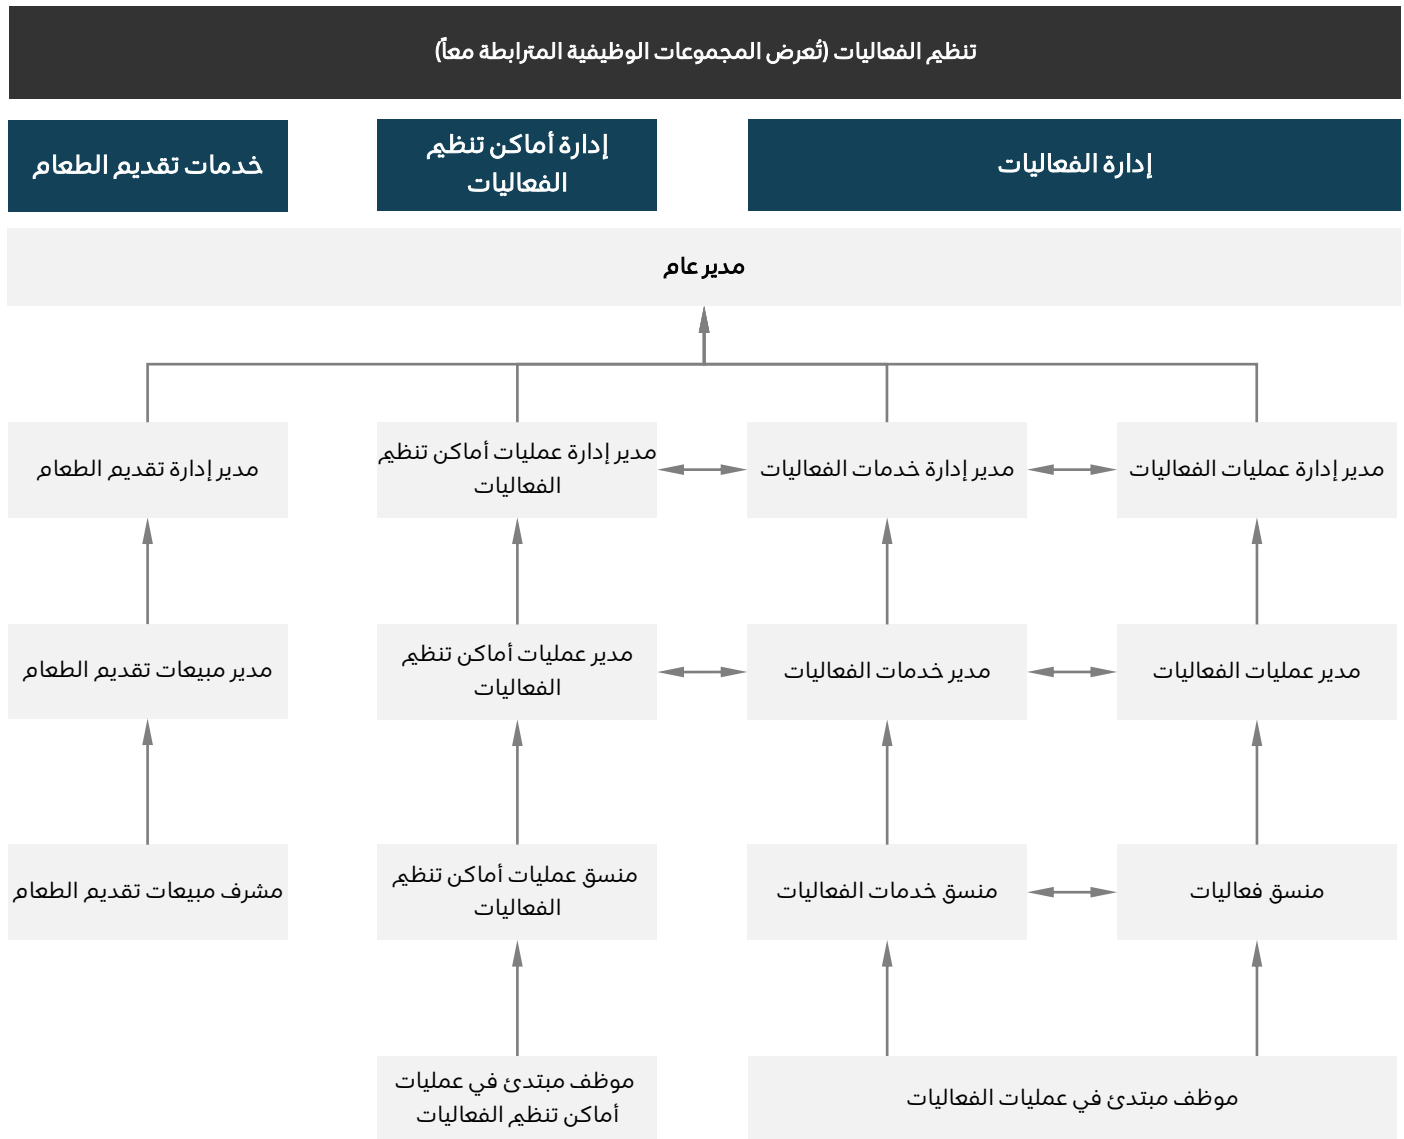 تنظيم الفعاليات (تُعرض المجموعات الوظيفية المترابطة معاً)
إدارة الفعاليات
إدارة أماكن تنظيم
الفعاليات
خدمات تقديم الطعام
مدير عام
مدير إدارة عمليات الفعاليات
مدير إدارة خدمات الفعاليات
مدير إدارة عمليات أماكن تنظيم
الفعاليات
مدير إدارة تقديم الطعام
مدير عمليات الفعاليات
مدير خدمات الفعاليات
مدير عمليات أماكن تنظيم
الفعاليات
مدير مبيعات تقديم الطعام
منسق فعاليات
منسق خدمات الفعاليات
منسق عمليات أماكن تنظيم
الفعاليات
مشرف مبيعات تقديم الطعام
موظف مبتدئ في عمليات الفعاليات
موظف مبتدئ في عمليات
أماكن تنظيم الفعاليات